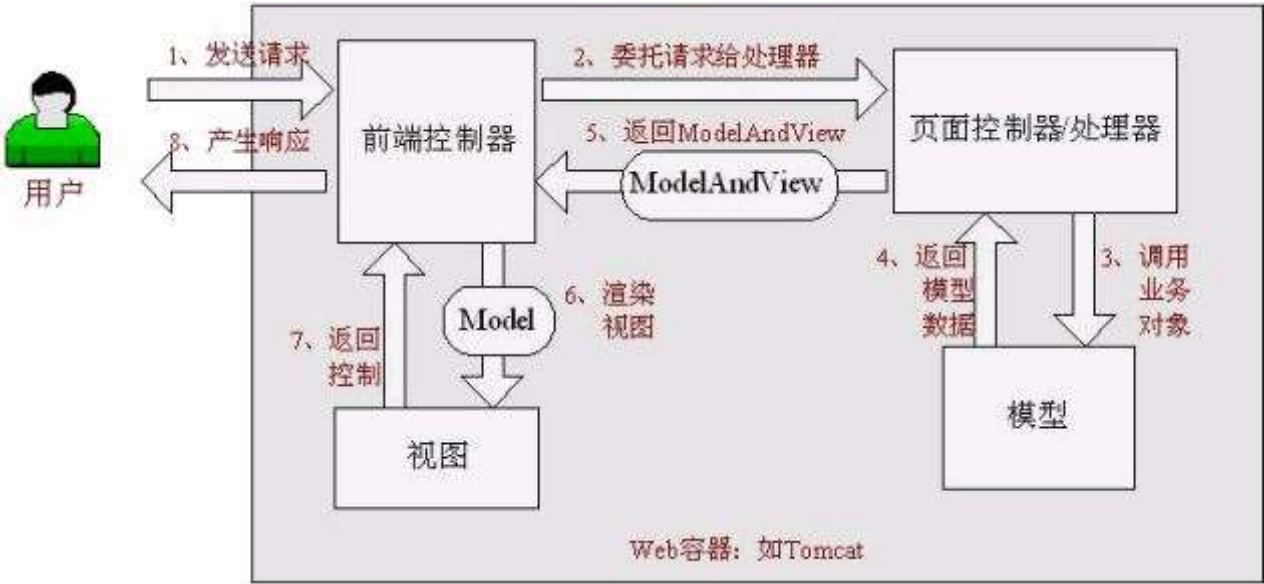 1、发送请求
2、委托请求给处理器
前端控制器
页面控制器/处理器
8、产生响应
5、返回ModelAndView
ModelAndView
用户
4、返回
模型
数据
3、调用
业务
对象
6、渲染
视图
Model
7、返回
控制
模型
视图
Web容器：如Tomcat